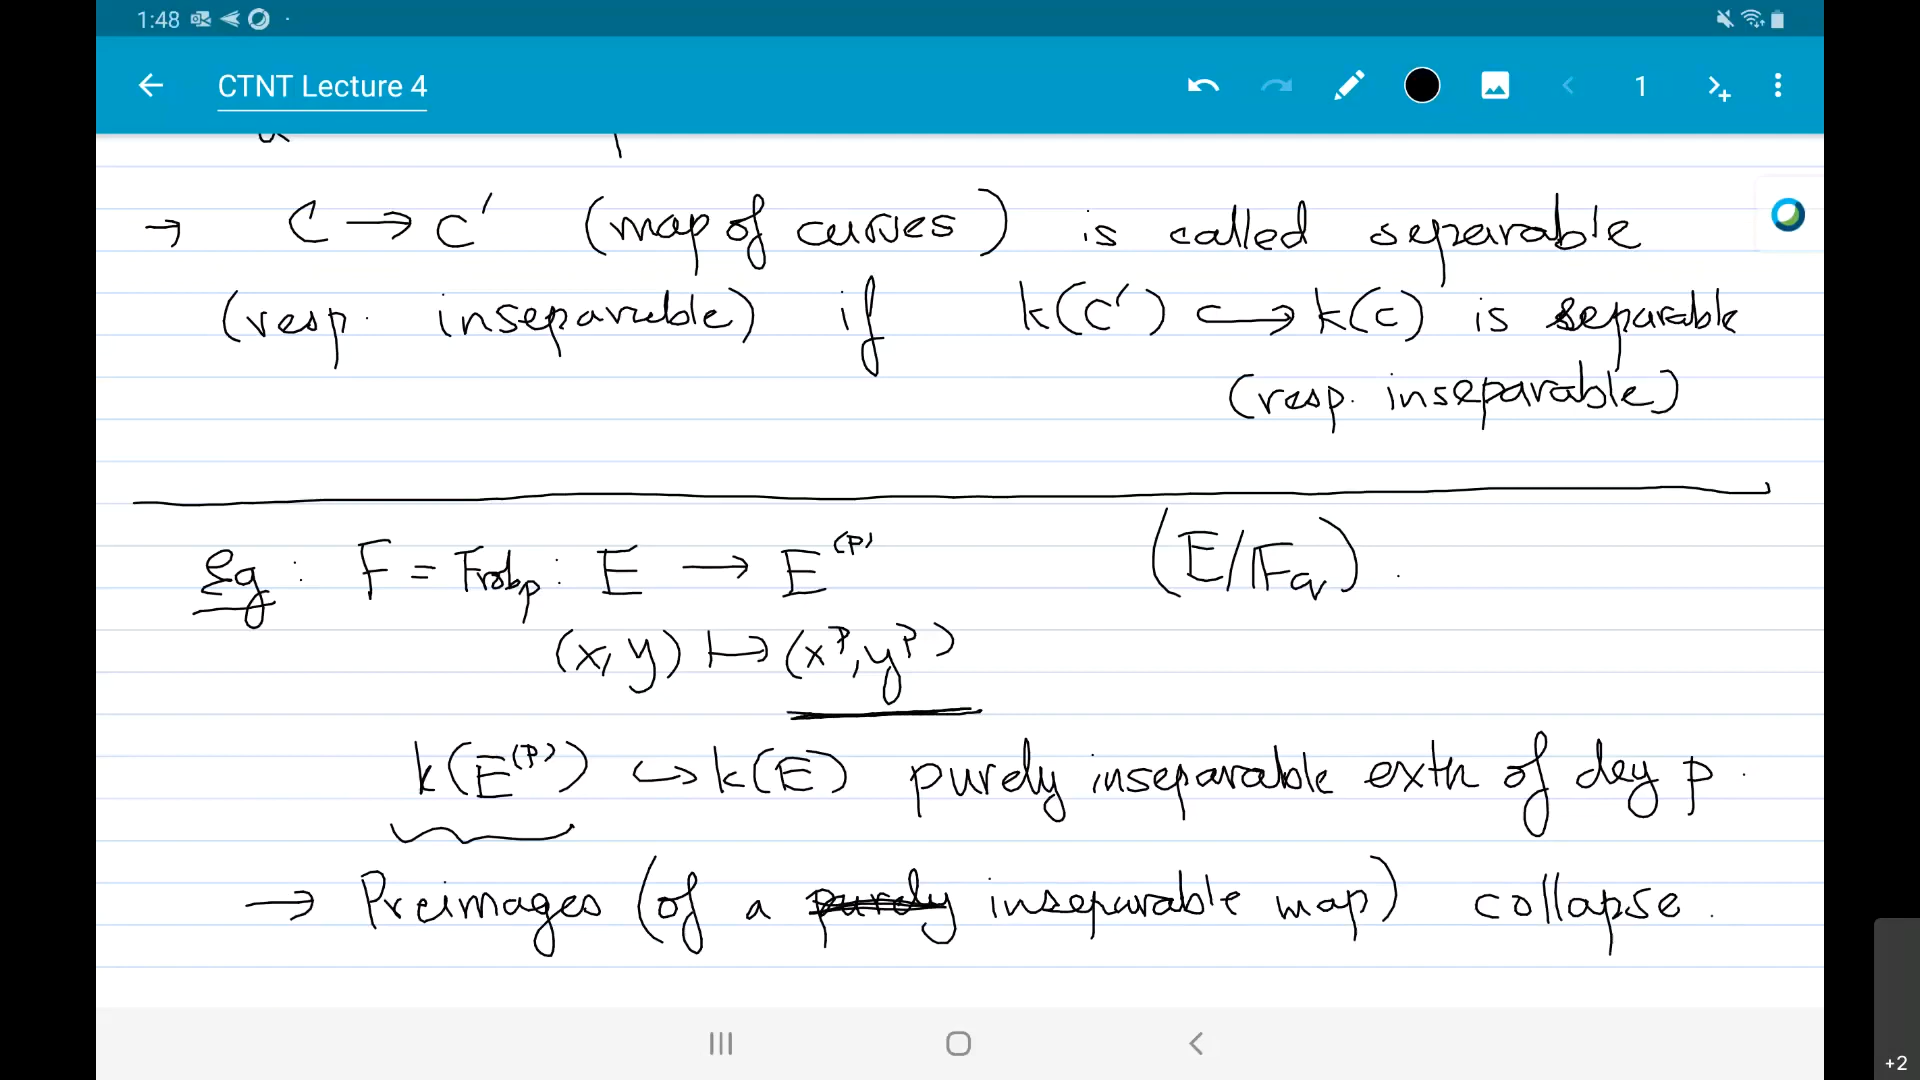 1:48
CTNT Lecture 4
1
→ C → C' (map of curves) is called separable
(resp. inseparable) if k(C') ↪ k(C) is separable
(resp. inseparable)
Eg : F = Frob_p : E → E^(p) (E/𝔽_q).
(x, y) ↦ (x^p, y^p)
k(E^(p)) ↪ k(E) purely inseparable extn of deg p.
→ Preimages (of a purely inseparable map) collapse.
+2